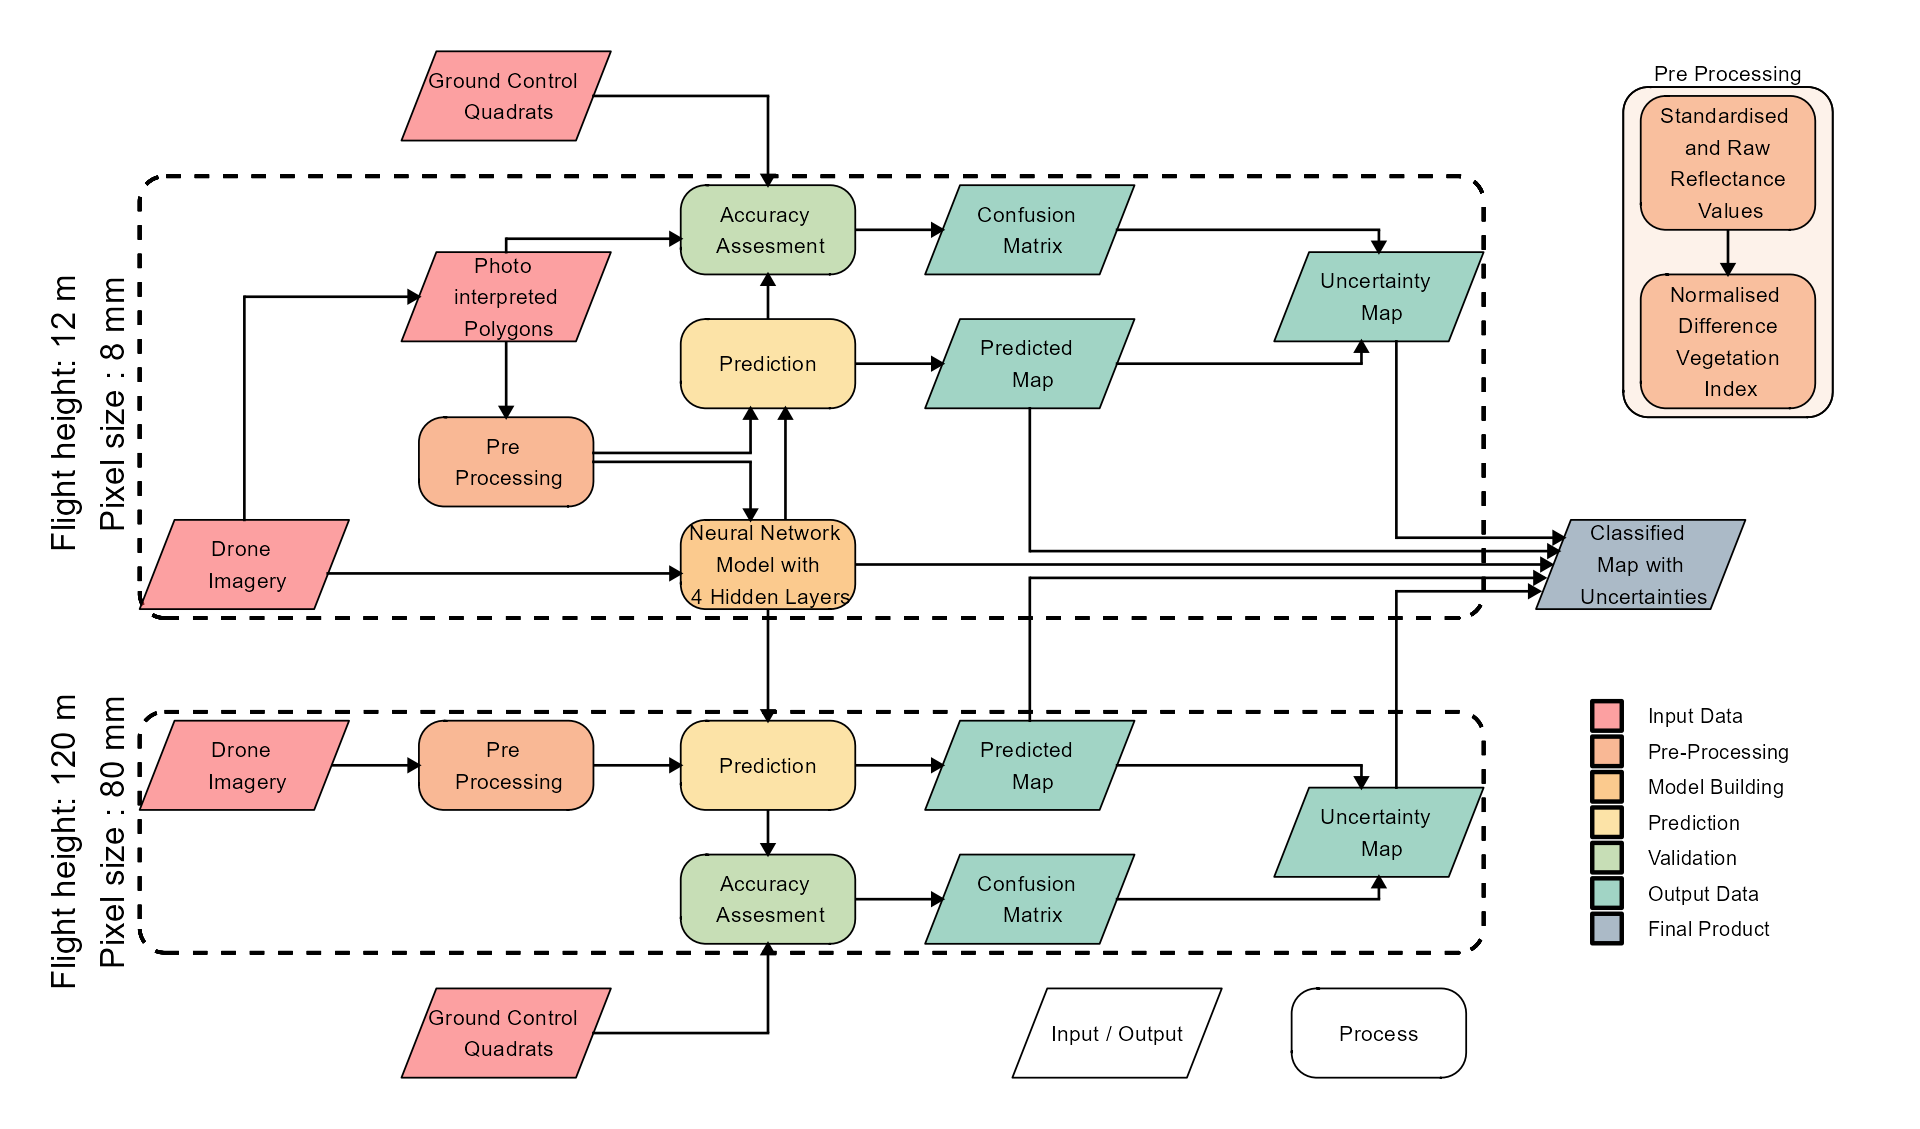 Ground Control
Quadrats
Pre Processing
Standardised
and Raw
Reflectance
Values
Normalised
Difference
Vegetation
Index
Flight height: 12 m
Pixel size : 8 mm
Accuracy
Assesment
Confusion
Matrix
Photo
interpreted
Polygons
Uncertainty
Map
Prediction
Predicted
Map
Pre
Processing
Drone
Imagery
Neural Network
Model with
4 Hidden Layers
Classified
Map with
Uncertainties
Flight height: 120 m
Pixel size : 80 mm
Drone
Imagery
Pre
Processing
Prediction
Predicted
Map
Uncertainty
Map
Accuracy
Assesment
Confusion
Matrix
Ground Control
Quadrats
Input / Output
Process
Input Data
Pre-Processing
Model Building
Prediction
Validation
Output Data
Final Product